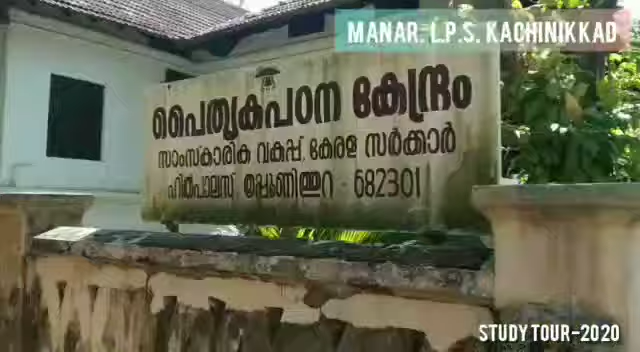 MANAR. L.P.S. KACHINIKKAD
പൈതൃകപഠന കേന്ദ്രം
സാംസ്കാരിക വകുപ്പ്, കേരള സർക്കാർ
ഹിൽപാലസ് തൃപ്പൂണിത്തുറ - 682301
STUDY TOUR-2020